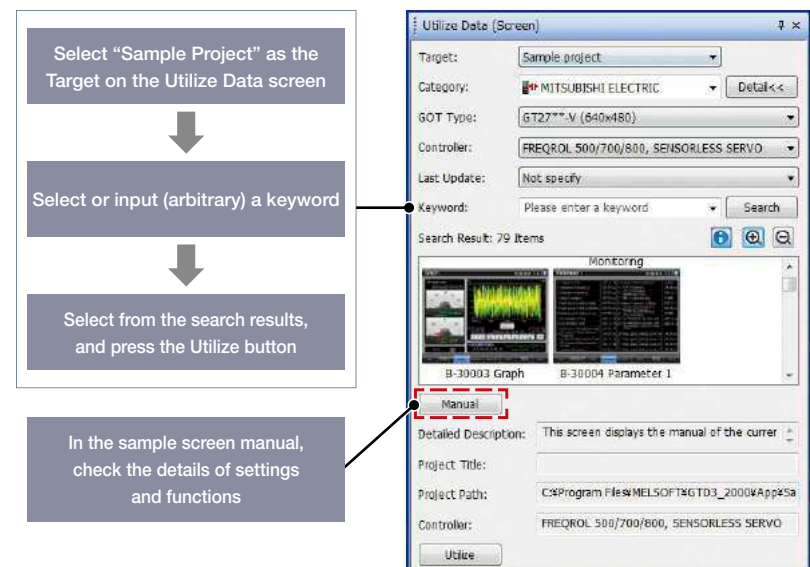 Select “Sample Project” as the
Target on the Utilize Data screen
Select or input (arbitrary) a keyword
Select from the search results,
and press the Utilize button
In the sample screen manual,
check the details of settings
and functions
Utilize Data (Screen)
Target: Sample project
Category: MITSUBISHI ELECTRIC Detail<<
GOT Type: GT27**-V (640x480)
Controller: FREQROL 500/700/800, SENSORLESS SERVO
Last Update: Not specify
Keyword: Please enter a keyword Search
Search Result: 79 Items
Monitoring
B-30003 Graph B-30004 Parameter 1
Manual
Detailed Description: This screen displays the manual of the currer
Project Title:
Project Path: C:¥Program Files¥MELSOFT¥GTD3_2000¥App¥Sa
Controller: FREQROL 500/700/800, SENSORLESS SERVO
Utilize